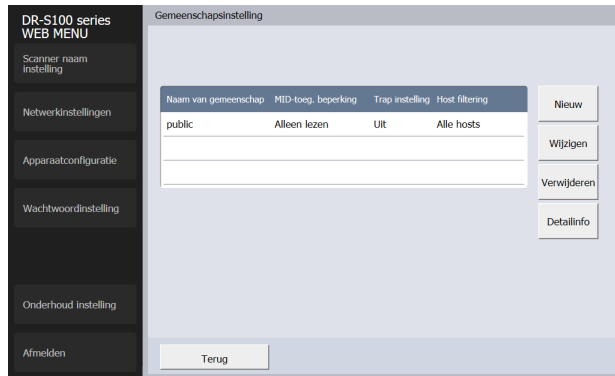 DR-S100 series
WEB MENU
Scanner naam
instelling
Netwerkinstellingen
Apparaatconfiguratie
Wachtwoordinstelling
Onderhoud instelling
Afmelden
Gemeenschapsinstelling
Naam van gemeenschap MID-toeg. beperking Trap instelling Host filtering
public Alleen lezen Uit Alle hosts
Nieuw
Wijzigen
Verwijderen
Detailinfo
Terug